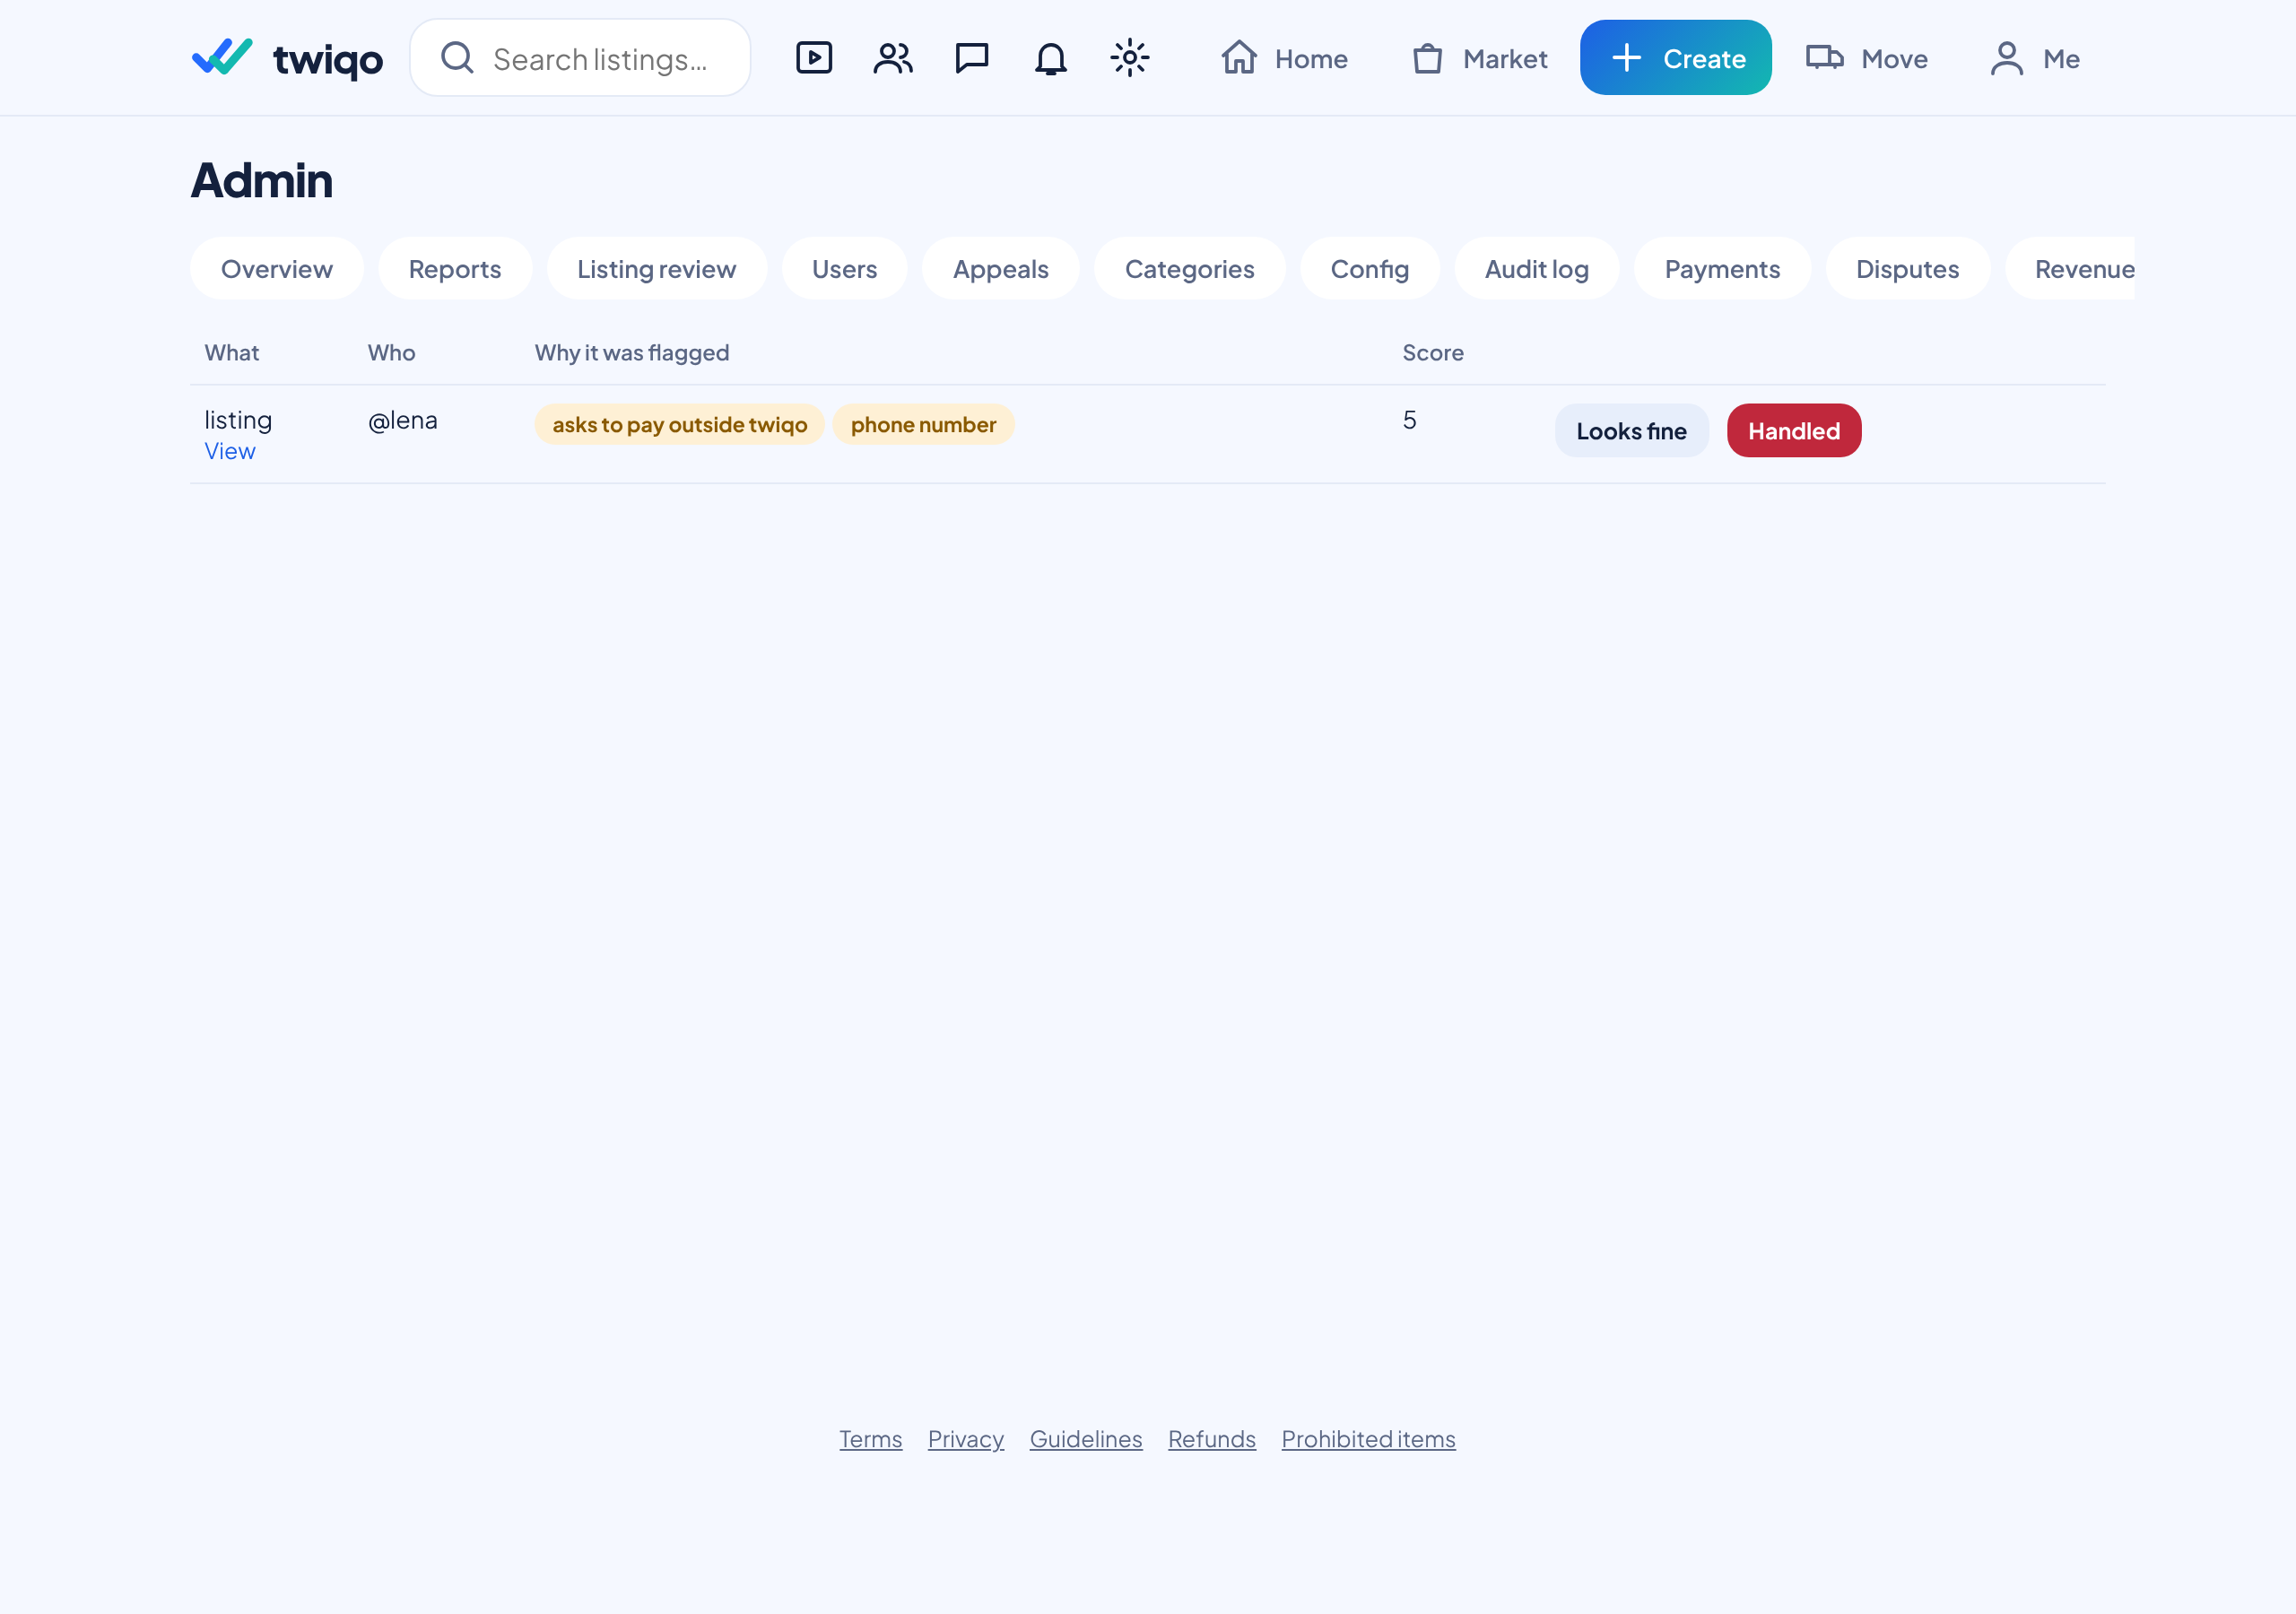 twiqo Search listings... Home Market Create Move Me
Admin
Overview Reports Listing review Users Appeals Categories Config Audit log Payments Disputes Revenue
What Who Why it was flagged Score
listing @lena asks to pay outside twiqo phone number 5 Looks fine Handled
View
Terms Privacy Guidelines Refunds Prohibited items